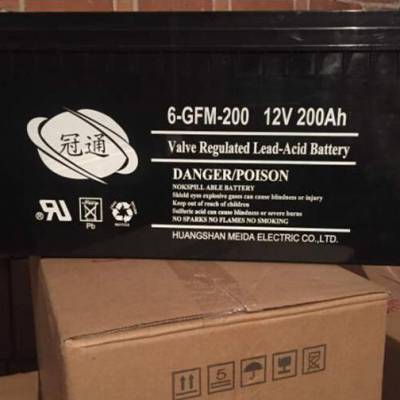 6-GFM-200 12V 200Ah
冠通
Valve Regulated Lead-Acid Battery
DANGER/POISON
NOKSPILL ABLE BATTERY
Shield eyes explosive gases can cause blindness or injury
Keep out of reach of children
Sulfuric acid can cause blindness or severe burns
NO SPARKS NO FLAMES NO SMOKING
HUANGSHAN MEIDA ELECTRIC CO.,LTD.
Pb
5